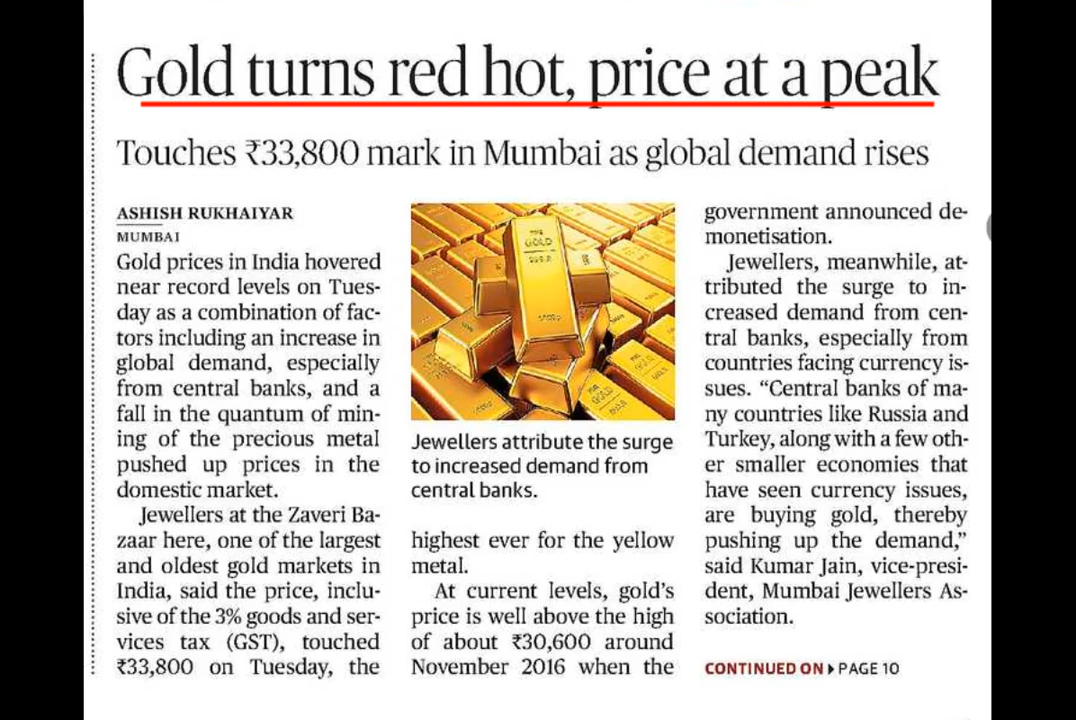 Gold turns red hot, price at a peak
Touches ₹33,800 mark in Mumbai as global demand rises
ASHISH RUKHAIYAR
MUMBAI
Gold prices in India hovered
near record levels on Tues-
day as a combination of fac-
tors including an increase in
global demand, especially
from central banks, and a
fall in the quantum of min-
ing of the precious metal
pushed up prices in the
domestic market.
Jewellers at the Zaveri Ba-
zaar here, one of the largest
and oldest gold markets in
India, said the price, inclu-
sive of the 3% goods and ser-
vices tax (GST), touched
₹33,800 on Tuesday, the
GOLD
999.9
Jewellers attribute the surge
to increased demand from
central banks.
highest ever for the yellow
metal.
At current levels, gold's
price is well above the high
of about ₹30,600 around
November 2016 when the
government announced de-
monetisation.
Jewellers, meanwhile, at-
tributed the surge to in-
creased demand from cen-
tral banks, especially from
countries facing currency is-
sues. “Central banks of ma-
ny countries like Russia and
Turkey, along with a few oth-
er smaller economies that
have seen currency issues,
are buying gold, thereby
pushing up the demand,”
said Kumar Jain, vice-presi-
dent, Mumbai Jewellers As-
sociation.
CONTINUED ON ▸ PAGE 10